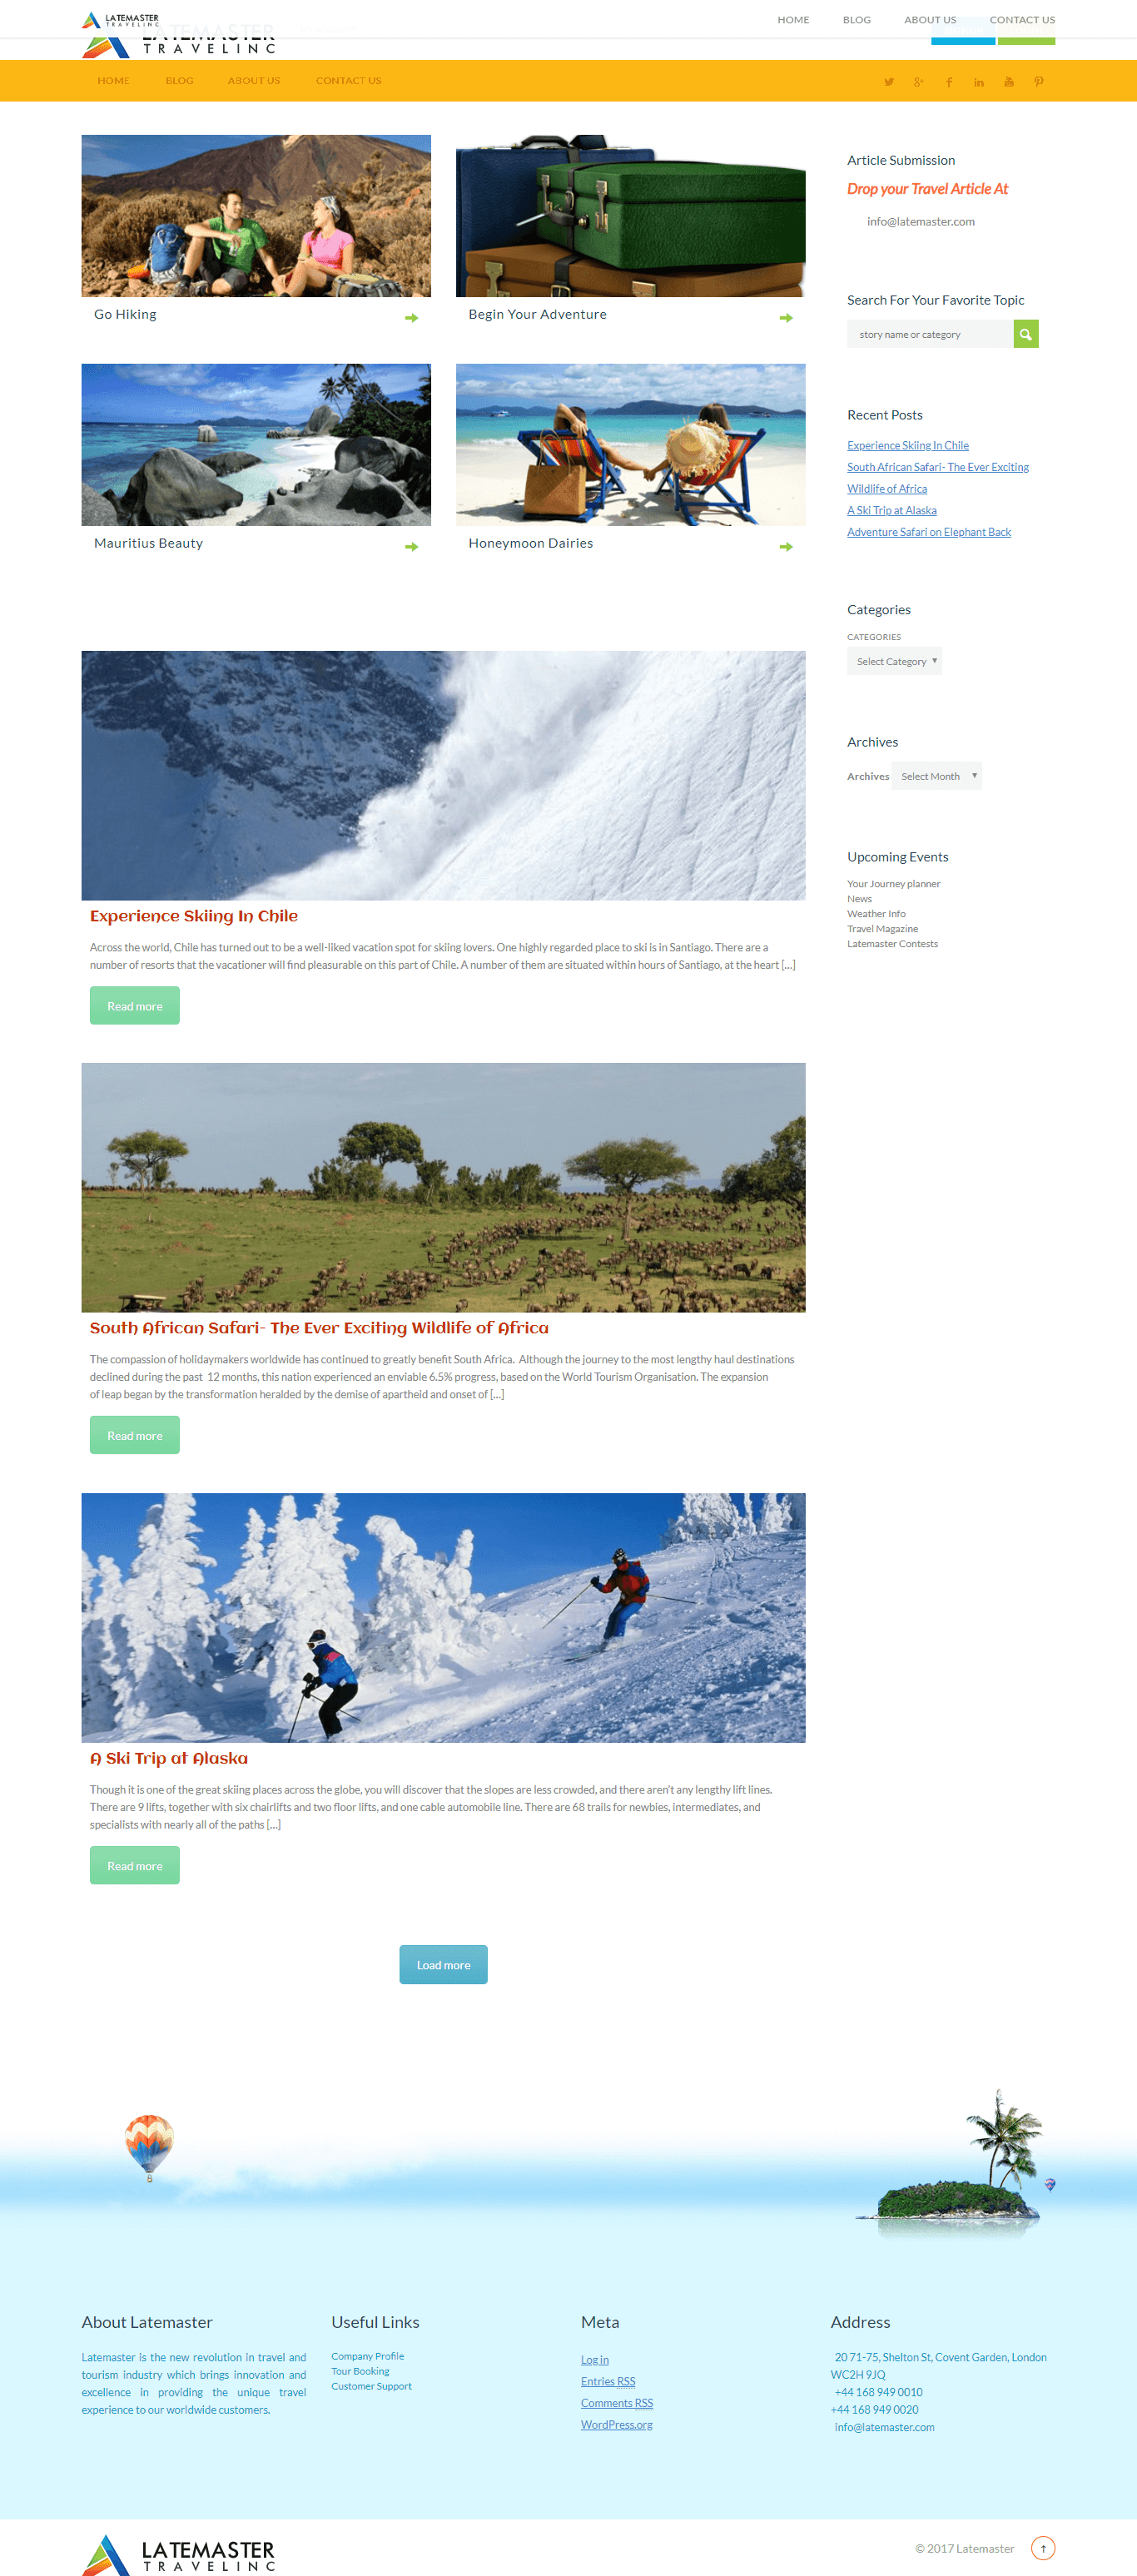 LATEMASTER
TRAVELINC
HOME BLOG ABOUT US CONTACT US
LATEMASTER
TRAVELINC
HOME BLOG ABOUT US CONTACT US
Go Hiking
Begin Your Adventure
Mauritius Beauty
Honeymoon Dairies
Experience Skiing In Chile
Across the world, Chile has turned out to be a well-liked vacation spot for skiing lovers. One highly regarded place to ski is in Santiago. There are a
number of resorts that the vacationer will find pleasurable on this part of Chile. A number of them are situated within hours of Santiago, at the heart [...]
Read more
South African Safari- The Ever Exciting Wildlife of Africa
The compassion of holidaymakers worldwide has continued to greatly benefit South Africa. Although the journey to the most lengthy haul destinations
declined during the past 12 months, this nation experienced an enviable 6.5% progress, based on the World Tourism Organisation. The expansion
of leap began by the transformation heralded by the demise of apartheid and onset of [...]
Read more
A Ski Trip at Alaska
Though it is one of the great skiing places across the globe, you will discover that the slopes are less crowded, and there aren't any lengthy lift lines.
There are 9 lifts, together with six chairlifts and two floor lifts, and one cable automobile line. There are 68 trails for newbies, intermediates, and
specialists with nearly all of the paths [...]
Read more
Load more
Article Submission
Drop your Travel Article At
info@latemaster.com
Search For Your Favorite Topic
story name or category
Recent Posts
Experience Skiing In Chile
South African Safari- The Ever Exciting
Wildlife of Africa
A Ski Trip at Alaska
Adventure Safari on Elephant Back
Categories
CATEGORIES
Select Category
Archives
Archives Select Month
Upcoming Events
Your Journey planner
News
Weather Info
Travel Magazine
Latemaster Contests
About Latemaster
Latemaster is the new revolution in travel and
tourism industry which brings innovation and
excellence in providing the unique travel
experience to our worldwide customers.
Useful Links
Company Profile
Tour Booking
Customer Support
Meta
Log in
Entries RSS
Comments RSS
WordPress.org
Address
20 71-75, Shelton St, Covent Garden, London
WC2H 9JQ
+44 168 949 0010
+44 168 949 0020
info@latemaster.com
LATEMASTER
TRAVELINC
© 2017 Latemaster